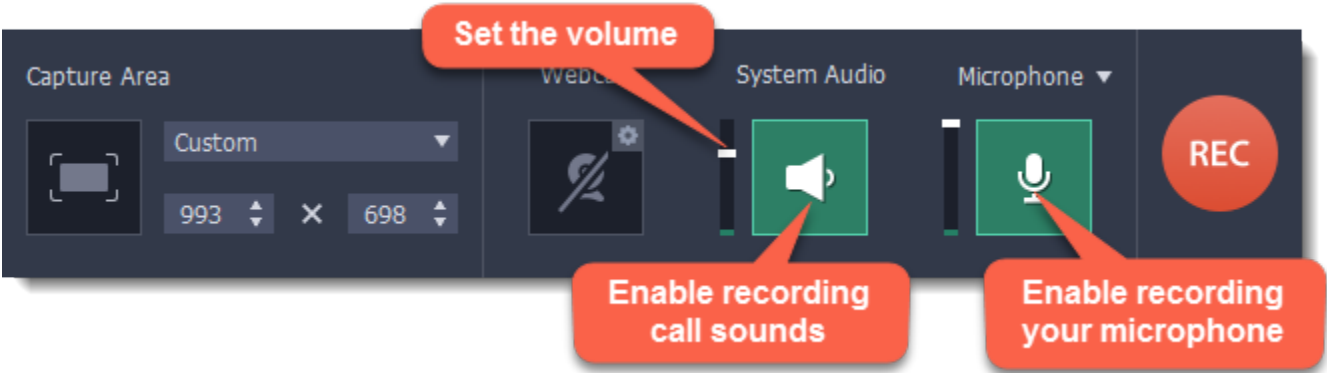 Set the volume
Capture Area
System Audio
Microphone
Custom
993 × 698
REC
Enable recording
call sounds
Enable recording
your microphone